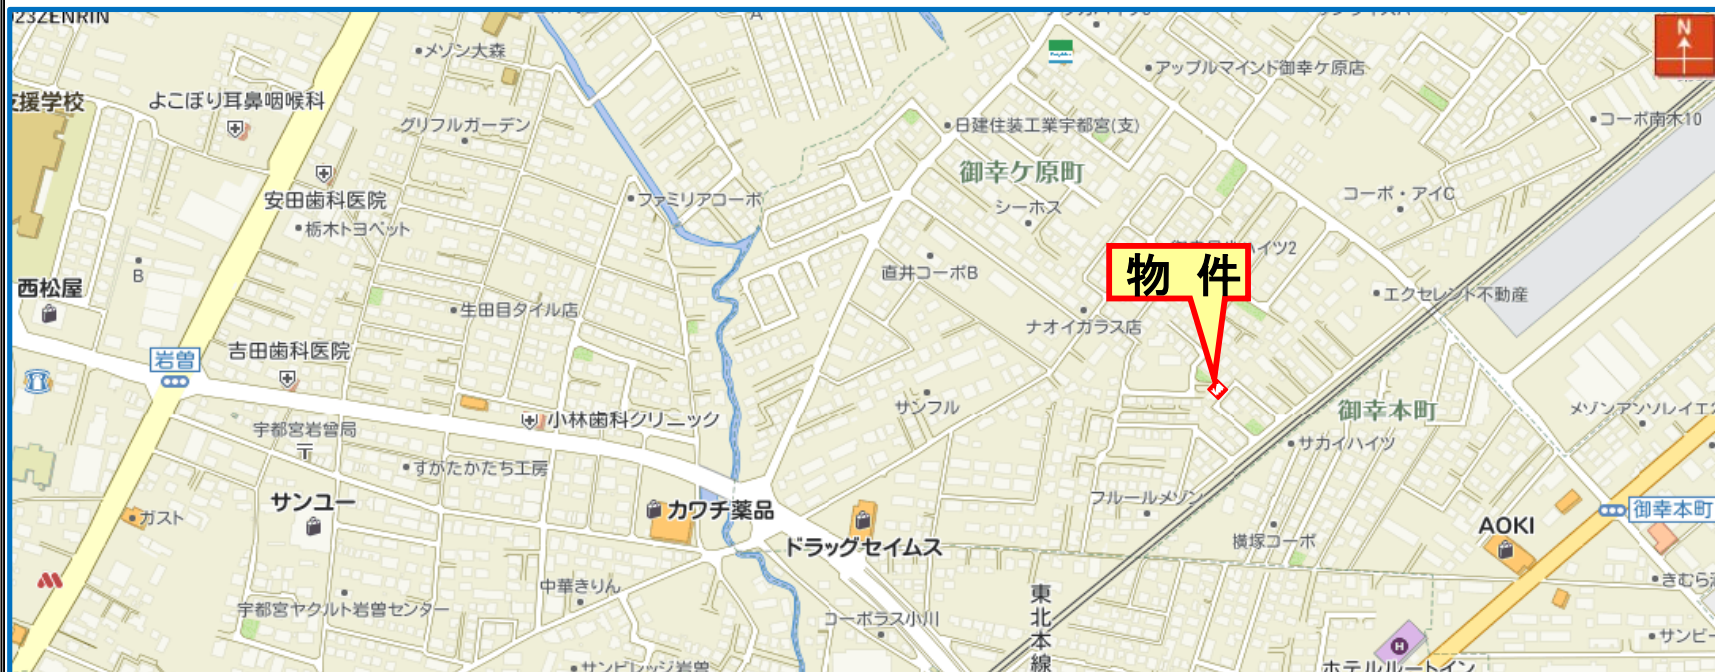 023ZENRIN
A
N
メゾン大森
アップルマインド御幸ケ原店
支援学校
よこぼり耳鼻咽喉科
グリフルガーデン
日建住装工業宇都宮(支)
コーポ南木10
御幸ケ原町
安田歯科医院
ファミリアコーポ
シーホス
コーポ・アイC
栃木トヨペット
ハイツ2
B
直井コーポB
物件
西松屋
エクセレント不動産
生田目タイル店
ナオイガラス店
岩曽
吉田歯科医院
サンフル
御幸本町
小林歯科クリニック
宇都宮岩曾局
サカイハイツ
すがたかたち工房
フルールメゾン
サンユー
カワチ薬品
ガスト
御幸本町
AOKI
横塚コーポ
ドラッグセイムス
中華きりん
宇都宮ヤクルト岩曽センター
コーポラス小川
東北本線
H
サンビレッジ岩曽
ホテルルートイン